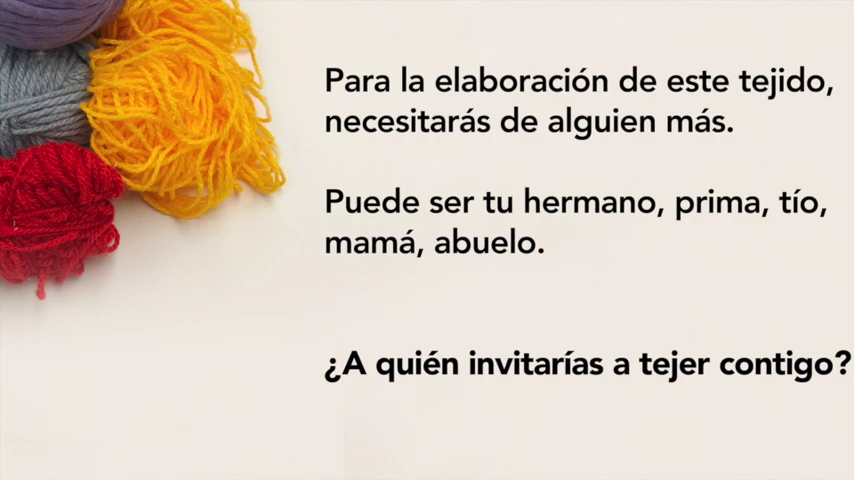 Para la elaboración de este tejido,
necesitarás de alguien más.
Puede ser tu hermano, prima, tío,
mamá, abuelo.
¿A quién invitarías a tejer contigo?